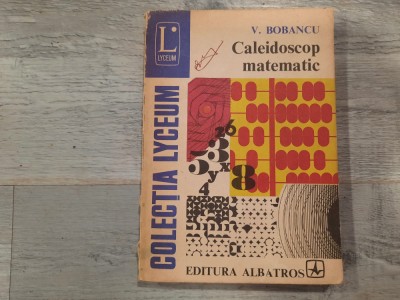 L
LYCEUM
V. BOBANCU
Caleidoscop
matematic
COLECȚIA LYCEUM
EDITURA ALBATROS